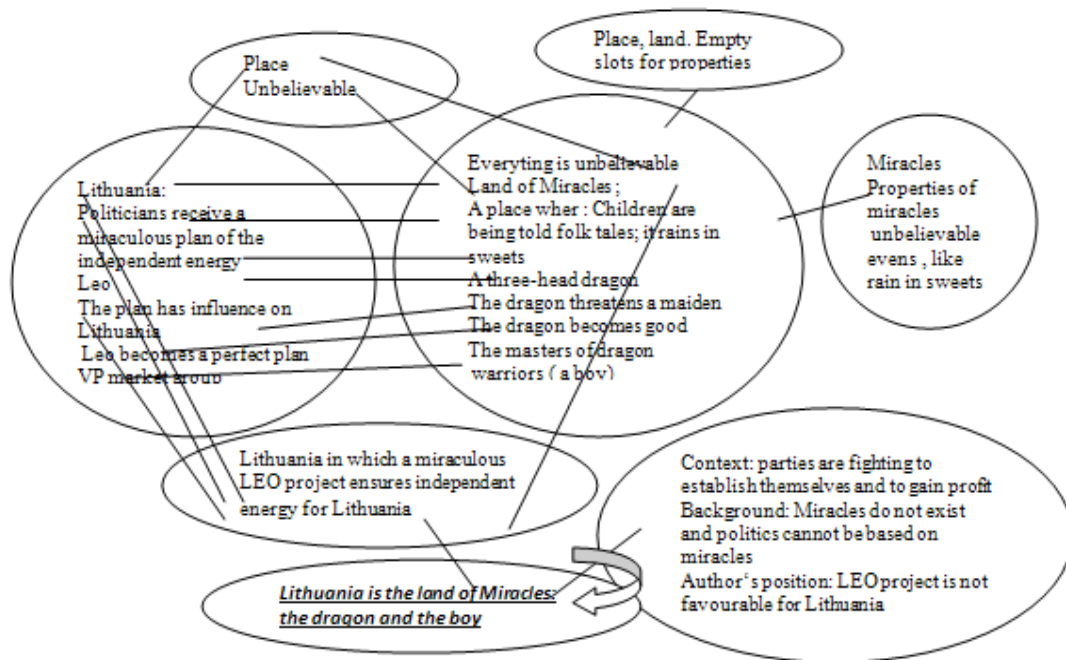 Place
Unbelievable
Place, land. Empty
slots for properties
Lithuania:
Politicians receive a
miraculous plan of the
independent energy
Leo
The plan has influence on
Lithuania
Leo becomes a perfect plan
VP market group
Everyting is unbelievable
Land of Miracles ;
A place wher : Children are
being told folk tales; it rains in
sweets
A three-head dragon
The dragon threatens a maiden
The dragon becomes good
The masters of dragon
warriors ( a boy)
Miracles
Properties of
miracles
unbelievable
evens , like
rain in sweets
Lithuania in which a miraculous
LEO project ensures independent
energy for Lithuania
Context: parties are fighting to
establish themselves and to gain profit
Background: Miracles do not exist
and politics cannot be based on
miracles
Author‘s position: LEO project is not
favourable for Lithuania
Lithuania is the land of Miracles:
the dragon and the boy